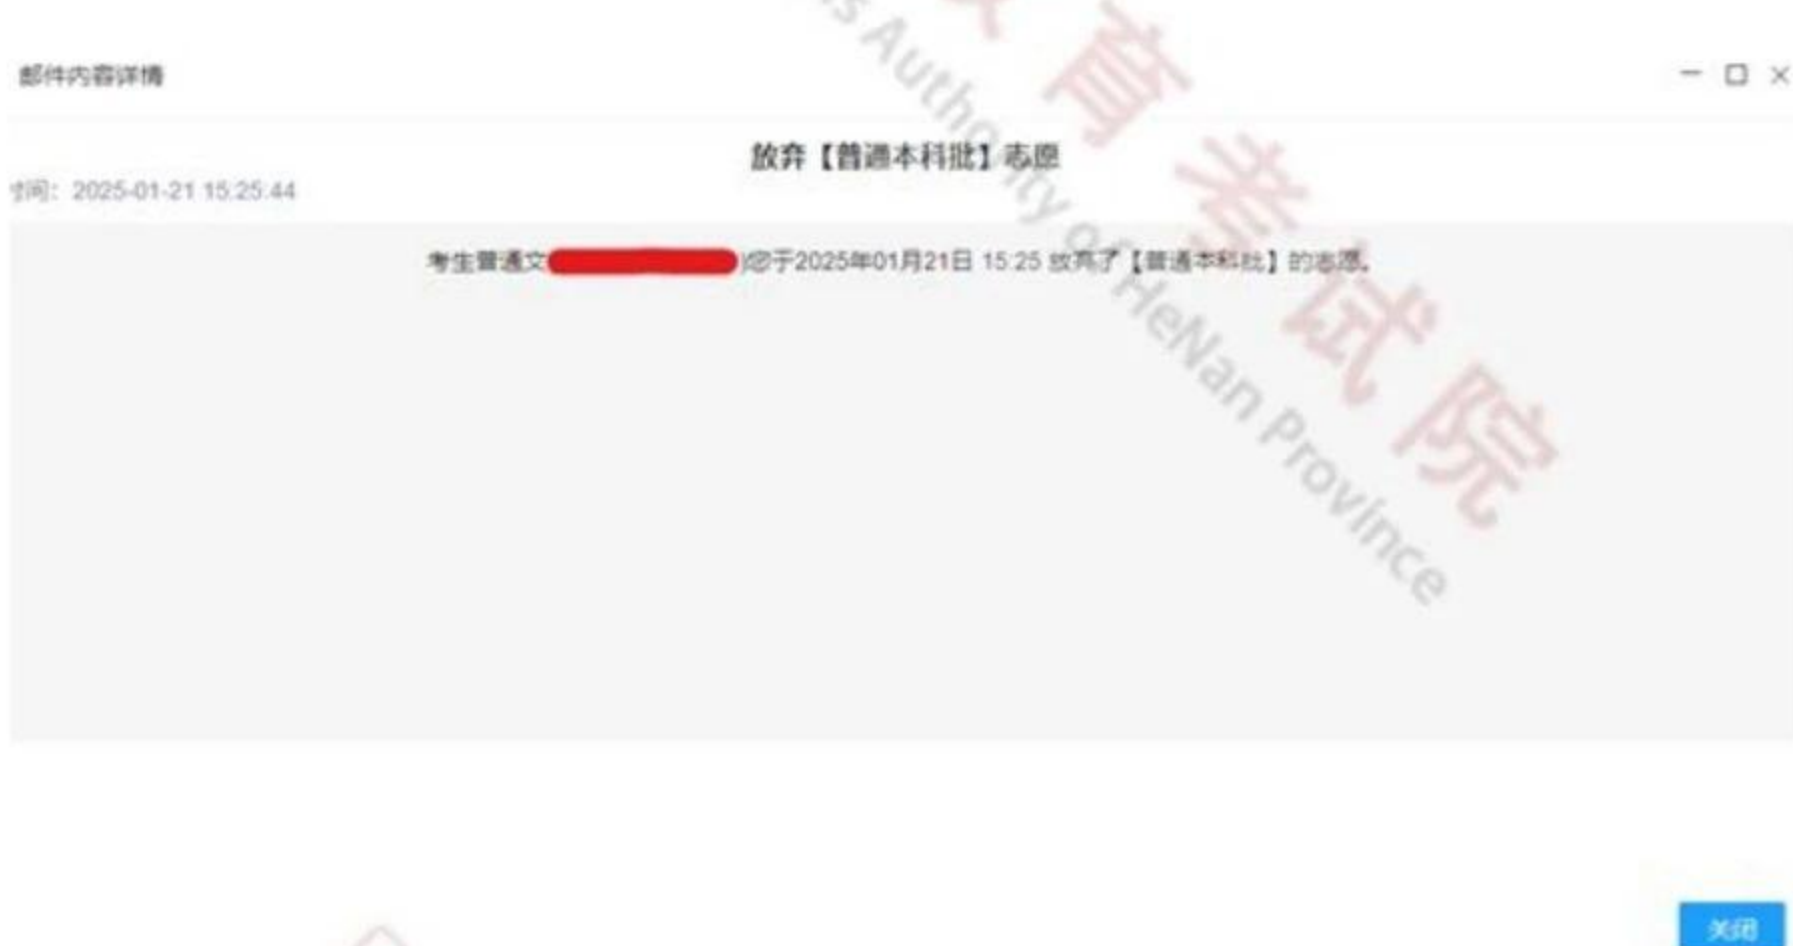 邮件内容详情
放弃【普通本科批】志愿
时间: 2025-01-21 15:25:44
考生普通文
)您于2025年01月21日 15:25 放弃了【普通本科批】的志愿。
育考试院
Authority of HeNan Province
关闭